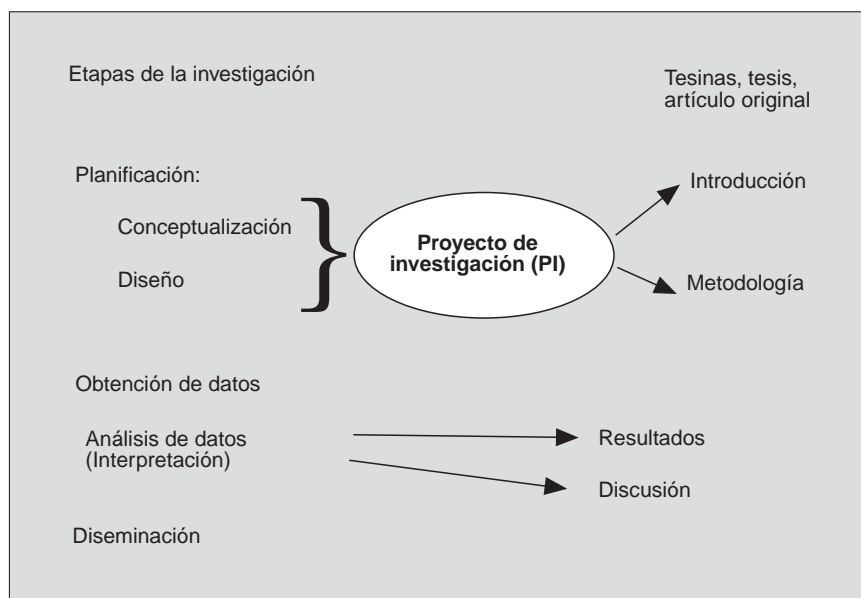 Etapas de la investigación
Tesinas, tesis,
artículo original
Planificación:
Conceptualización
Diseño
Proyecto de
investigación (PI)
Introducción
Metodología
Obtención de datos
Análisis de datos
(Interpretación)
Resultados
Discusión
Diseminación